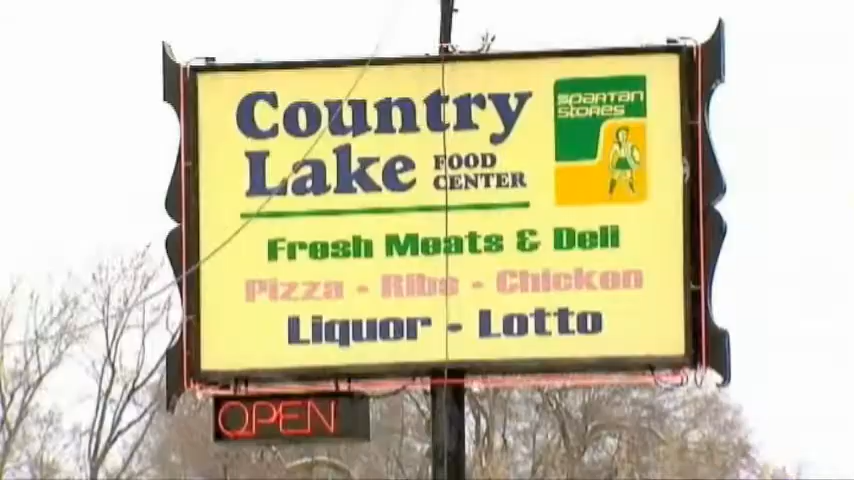 Country
Lake FOOD CENTER
SPARTAN
STORES
Fresh Meats & Deli
Pizza - Ribs - Chicken
Liquor - Lotto
OPEN